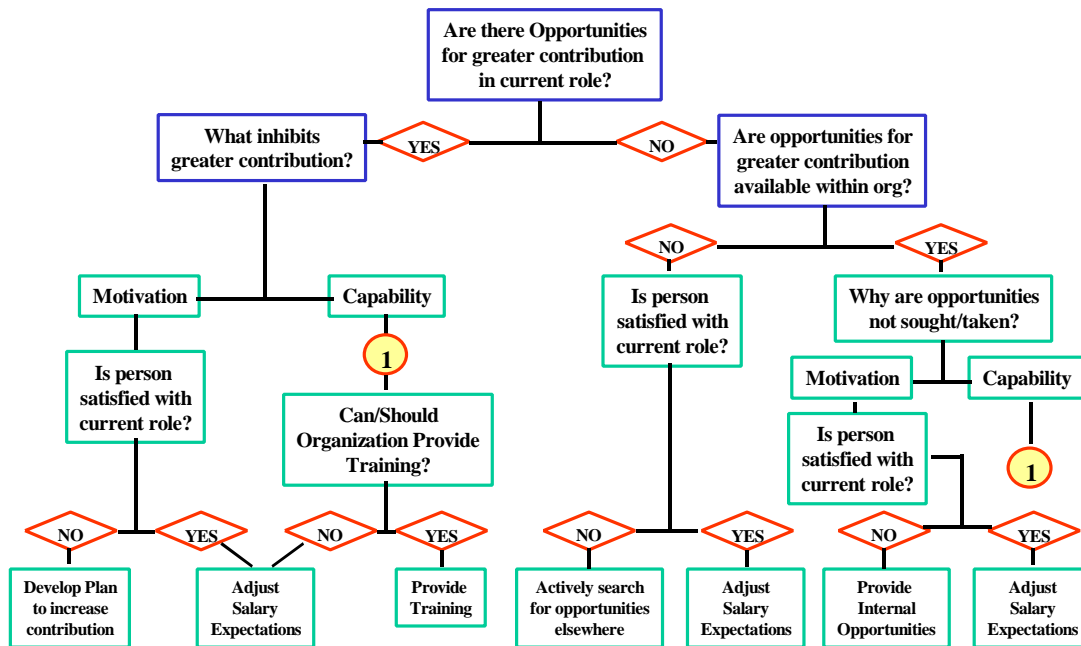 Are there Opportunities
for greater contribution
in current role?
What inhibits
greater contribution?
YES
NO
Are opportunities for
greater contribution
available within org?
NO
YES
Motivation
Capability
Is person
satisfied with
current role?
Why are opportunities
not sought/taken?
1
Is person
satisfied with
current role?
Motivation
Capability
Can/Should
Organization Provide
Training?
Is person
satisfied with
current role?
1
NO
YES
NO
YES
NO
YES
NO
YES
Develop Plan
to increase
contribution
Adjust
Salary
Expectations
Provide
Training
Actively search
for opportunities
elsewhere
Adjust
Salary
Expectations
Provide
Internal
Opportunities
Adjust
Salary
Expectations